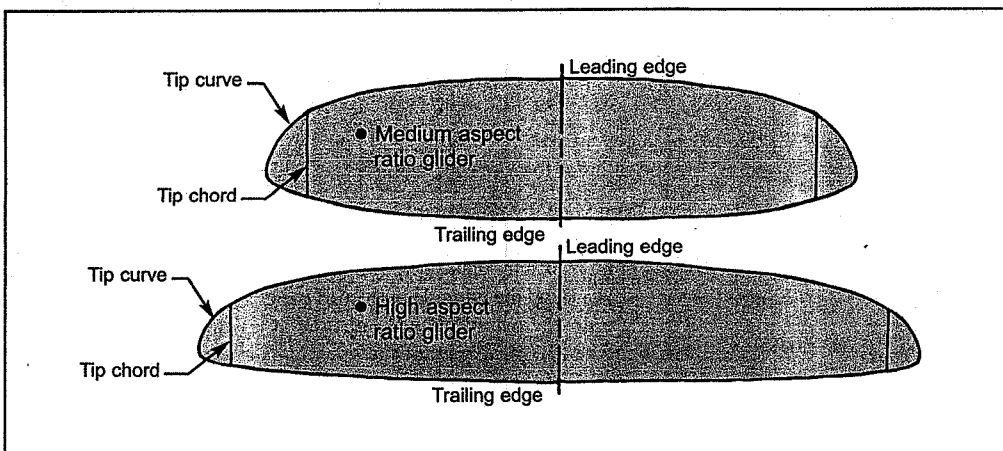 Leading edge
Tip curve
● Medium aspect
ratio glider
Tip chord
Trailing edge
Leading edge
Tip curve
● High aspect
ratio glider
Tip chord
Trailing edge